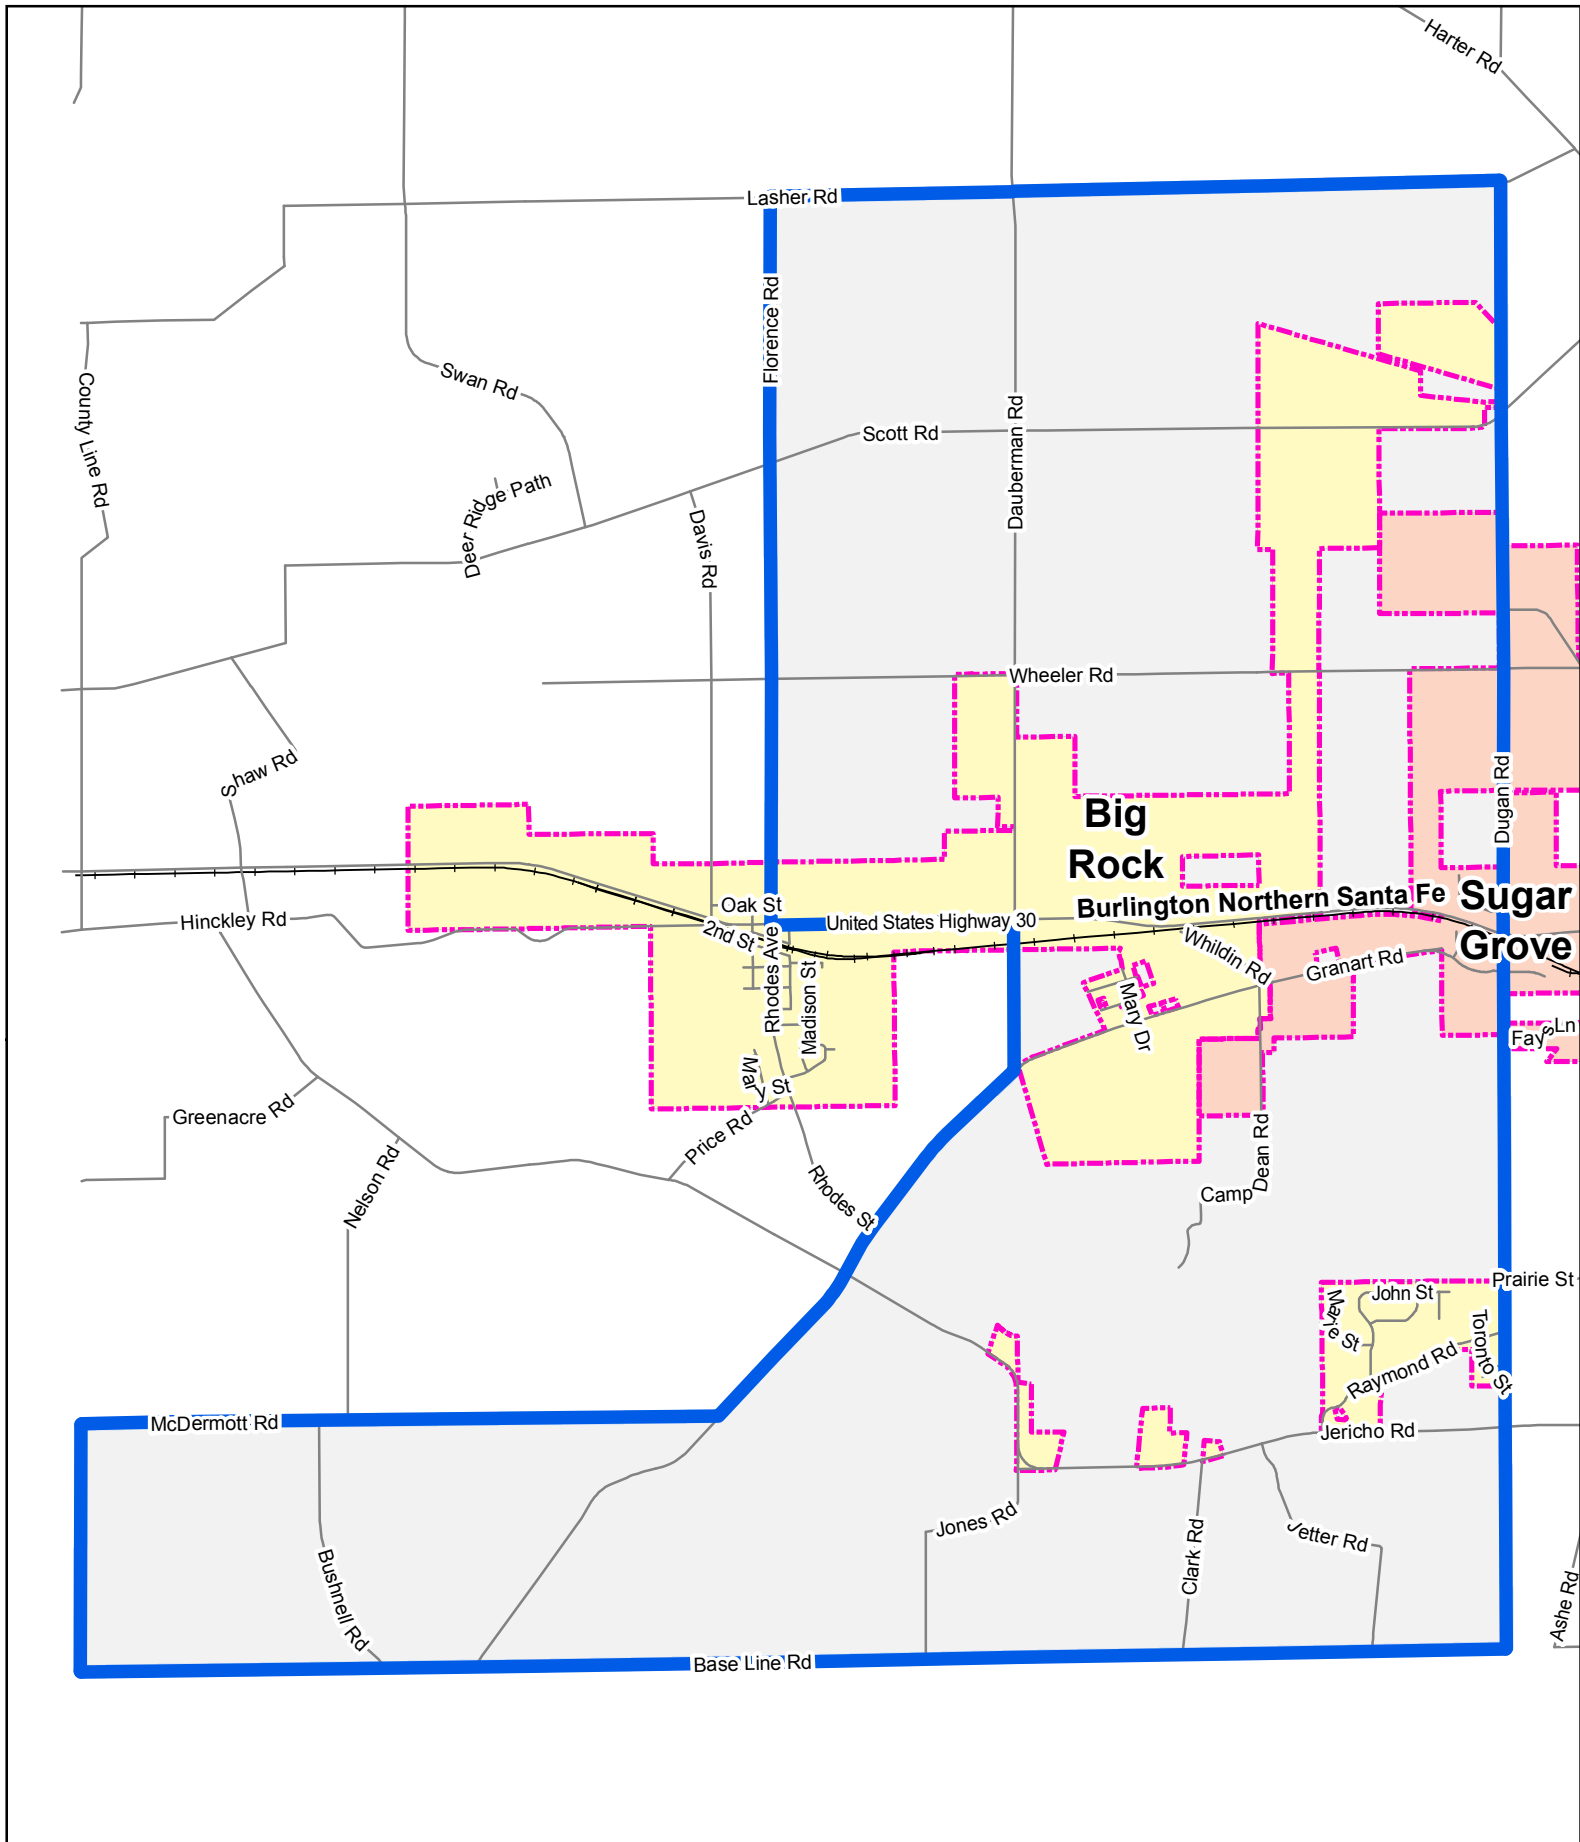 Harter Rd
Lasher Rd
Florence Rd
County Line Rd
Swan Rd
Dauberman Rd
Scott Rd
Deer Ridge Path
Davis Rd
Wheeler Rd
Shaw Rd
Dugan Rd
Big
Rock
Burlington Northern Santa Fe
Sugar
Grove
Oak St
United States Highway 30
Hinckley Rd
2nd St
Whildin Rd
Granart Rd
Rhodes Ave
Madison St
Mary Dr
Fays Ln
Mary St
Greenacre Rd
Price Rd
Dean Rd
Nelson Rd
Rhodes St
Camp
Prairie St
John St
Marie St
Toronto St
Raymond Rd
McDermott Rd
Jericho Rd
Jones Rd
Clark Rd
Jetter Rd
Bushnell Rd
Ashe Rd
Base Line Rd